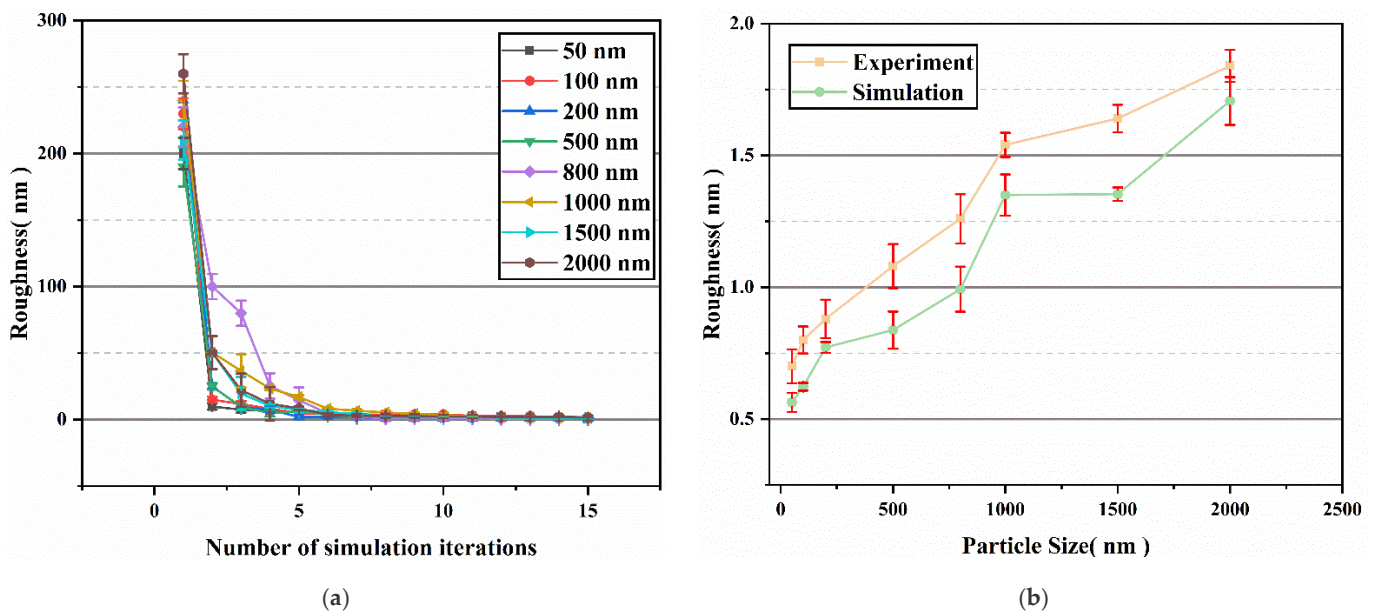 300
200
100
0
Roughness( nm )
0
5
10
15
Number of simulation iterations
50 nm
100 nm
200 nm
500 nm
800 nm
1000 nm
1500 nm
2000 nm
(a)
2.0
1.5
1.0
0.5
Roughness( nm )
0
500
1000
1500
2000
2500
Particle Size( nm )
Experiment
Simulation
(b)